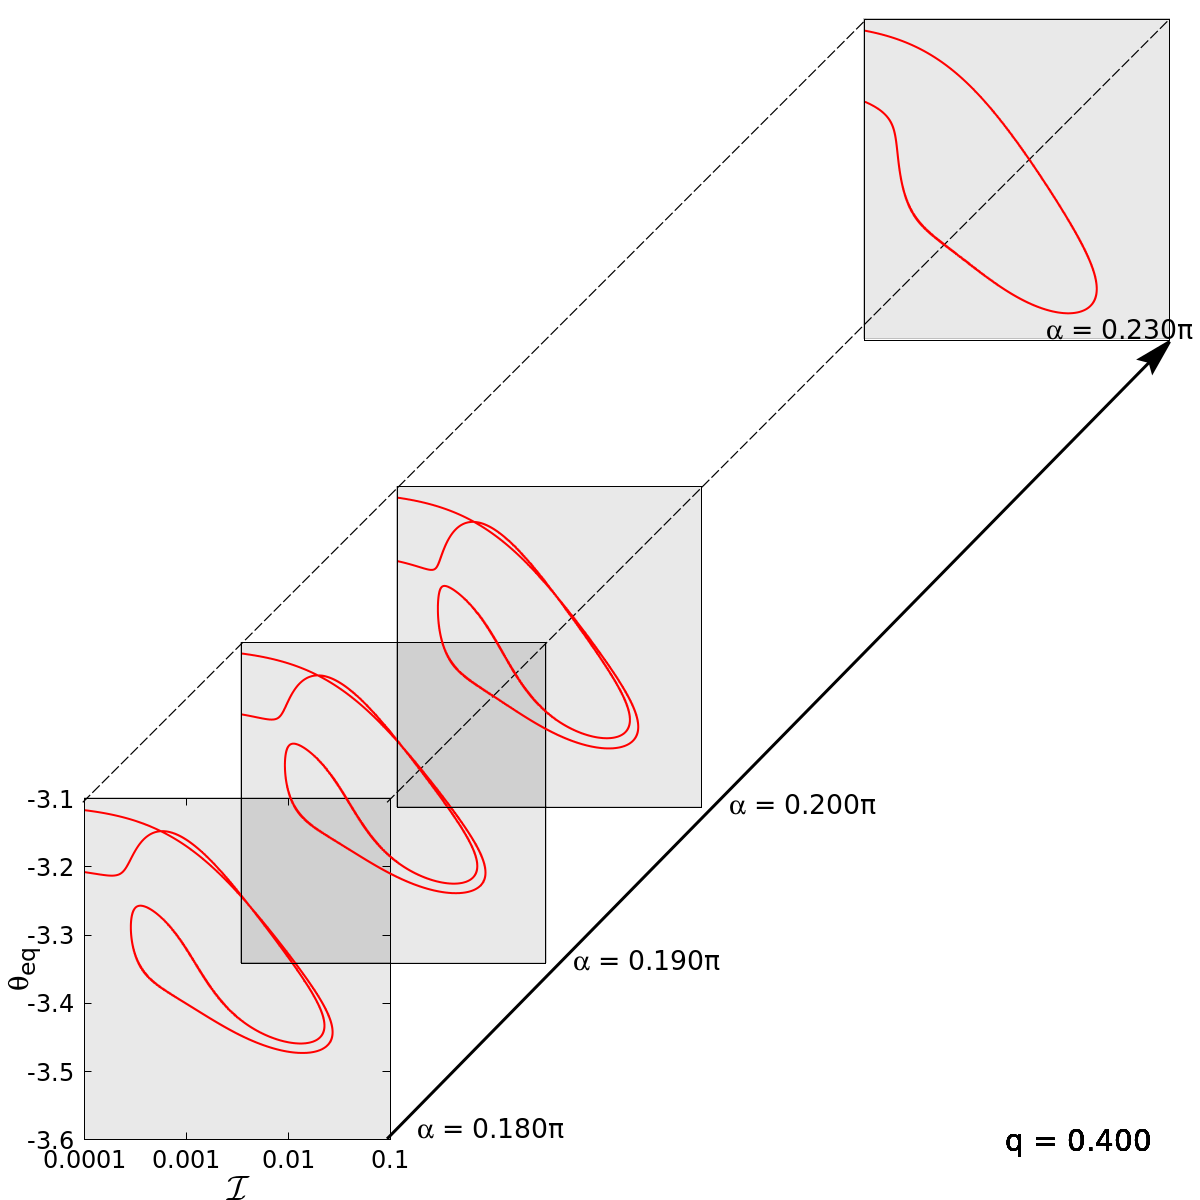 α = 0.230π
-3.1
α = 0.200π
-3.2
-3.3
θeq
α = 0.190π
-3.4
-3.5
α = 0.180π
-3.6
q = 0.400
0.0001 0.001 0.01 0.1
ℐ